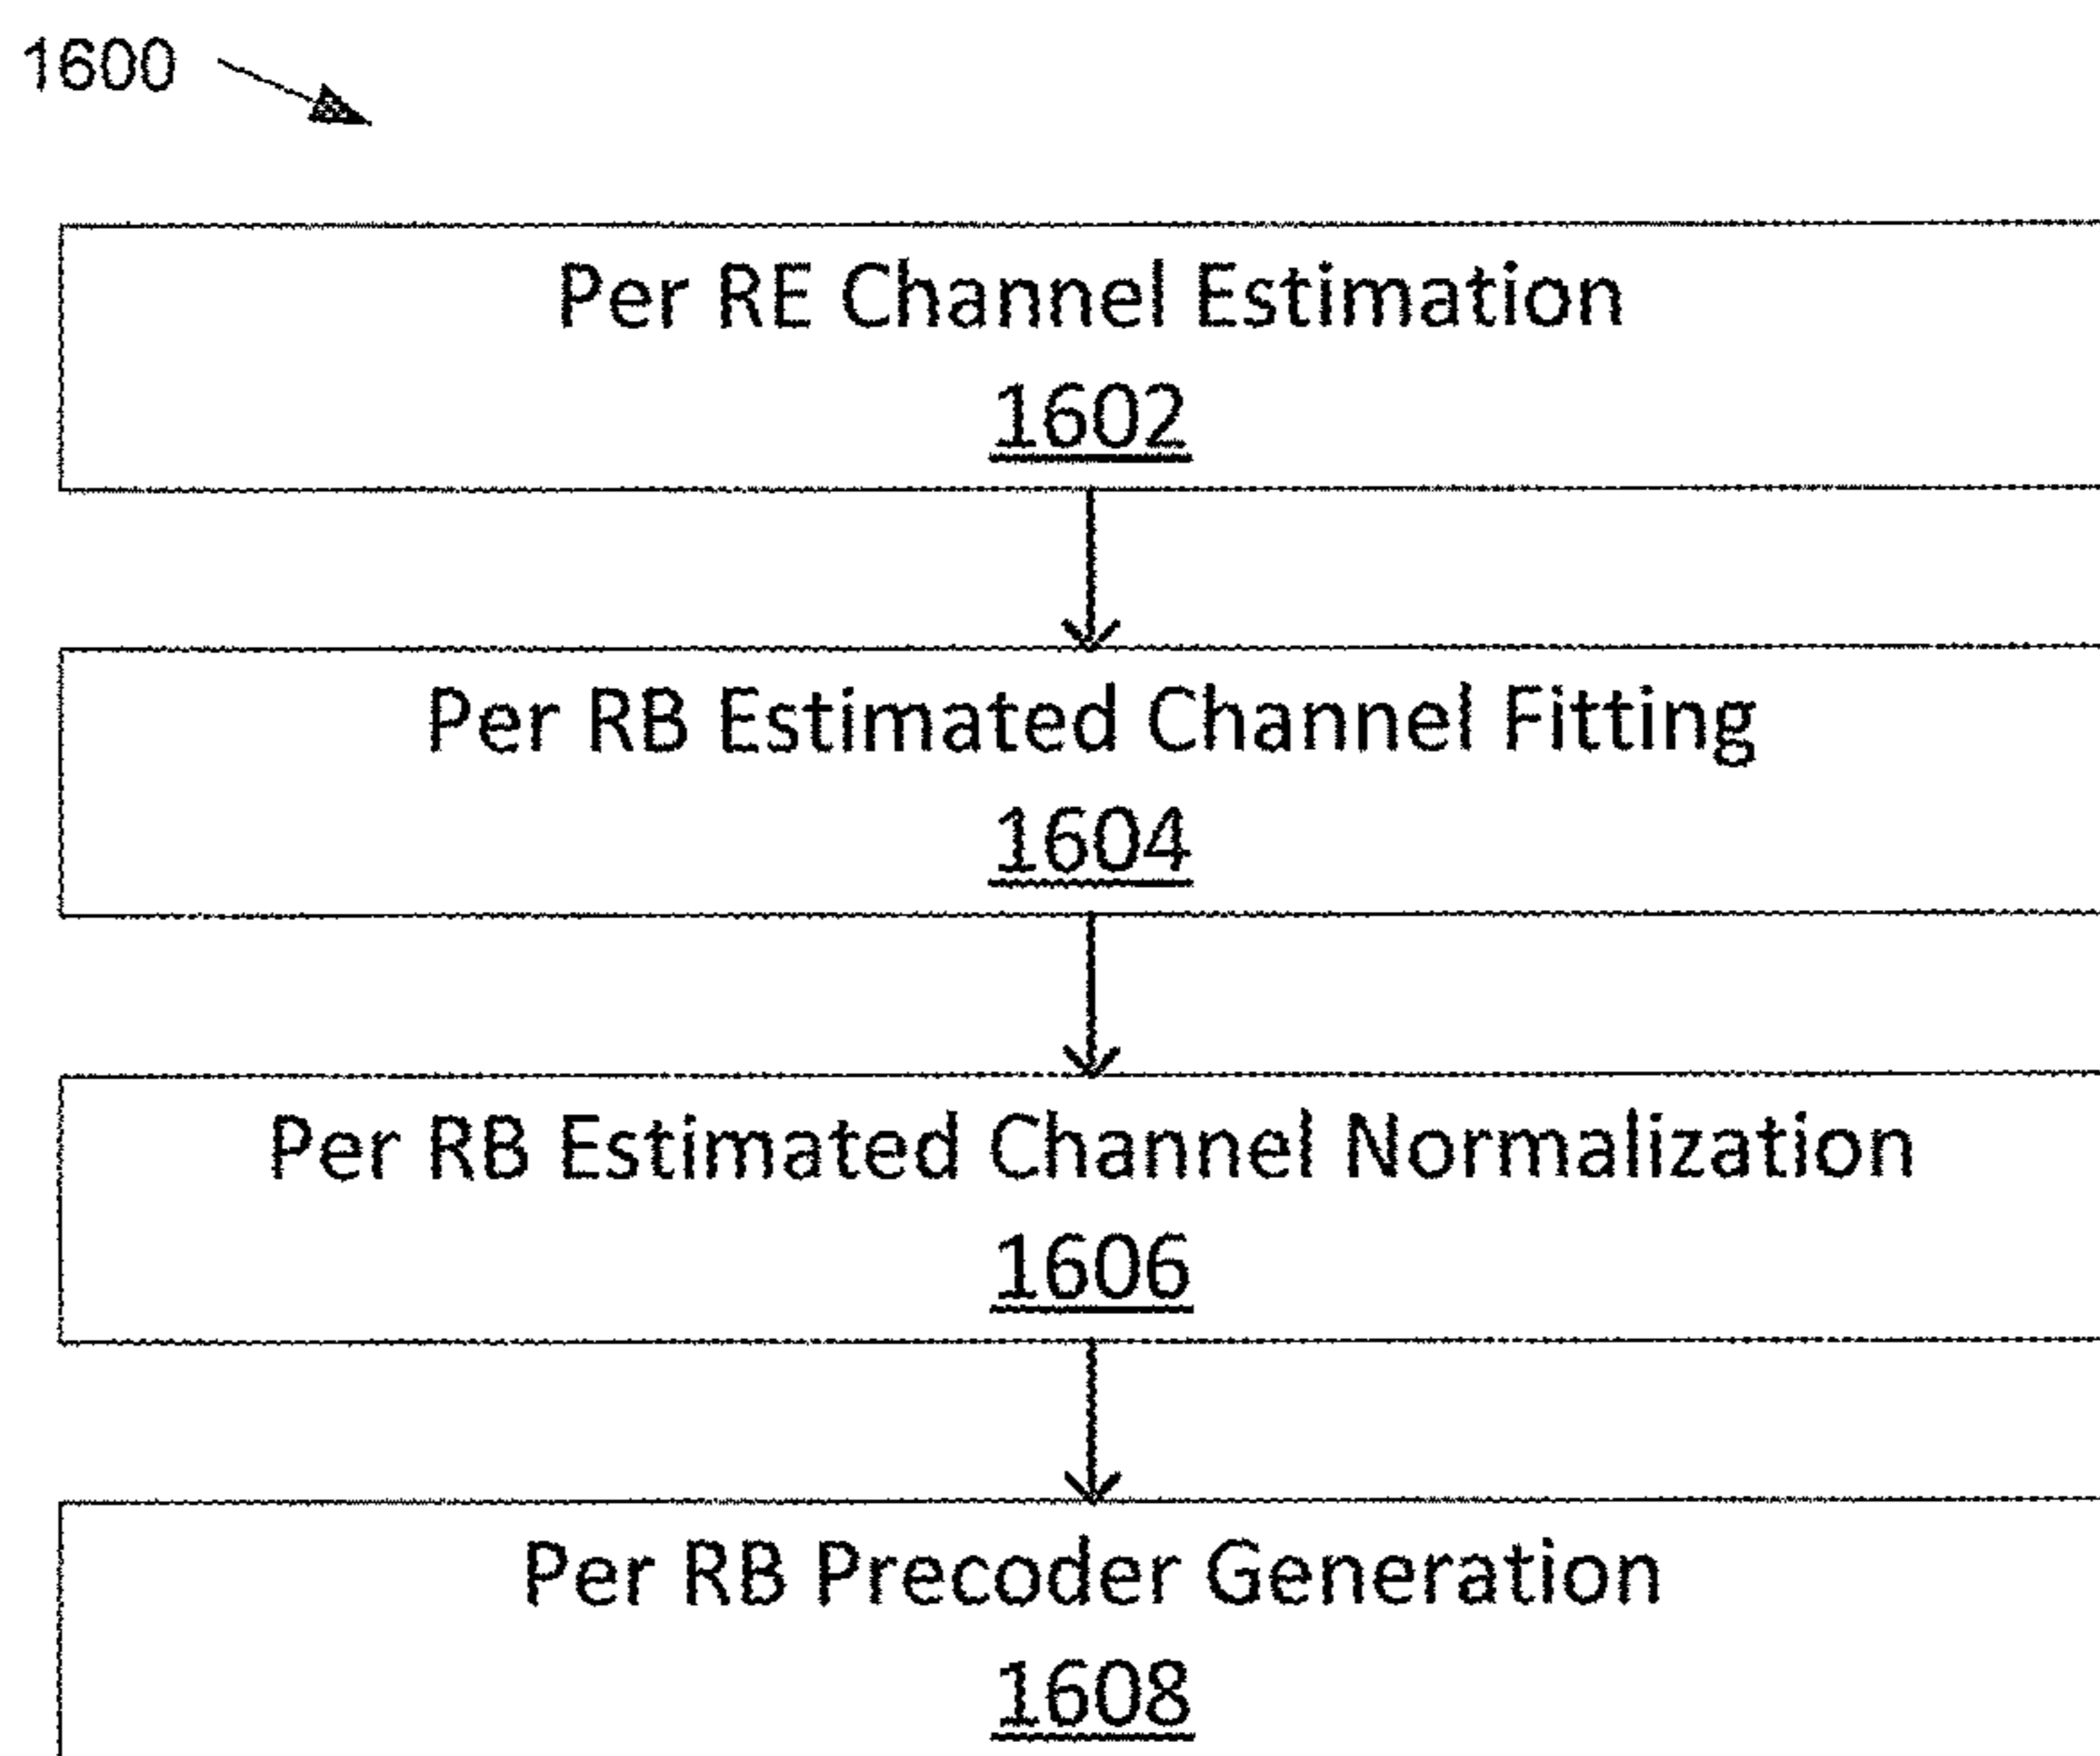 1600
Per RE Channel Estimation
1602
Per RB Estimated Channel Fitting
1604
Per RB Estimated Channel Normalization
1606
Per RB Precoder Generation
1608